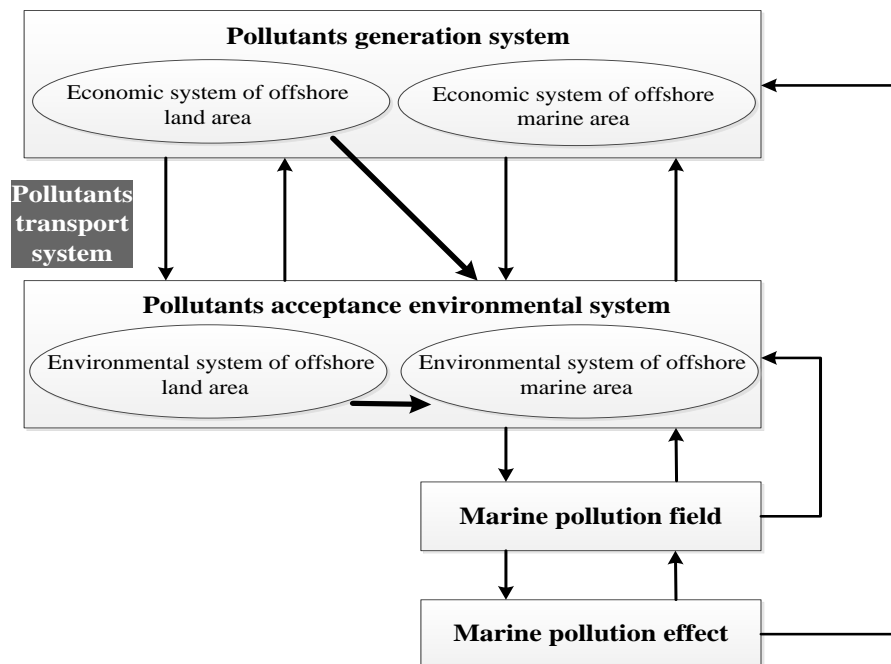 Pollutants generation system
Economic system of offshore
land area
Economic system of offshore
marine area
Pollutants
transport
system
Pollutants acceptance environmental system
Environmental system of offshore
land area
Environmental system of offshore
marine area
Marine pollution field
Marine pollution effect